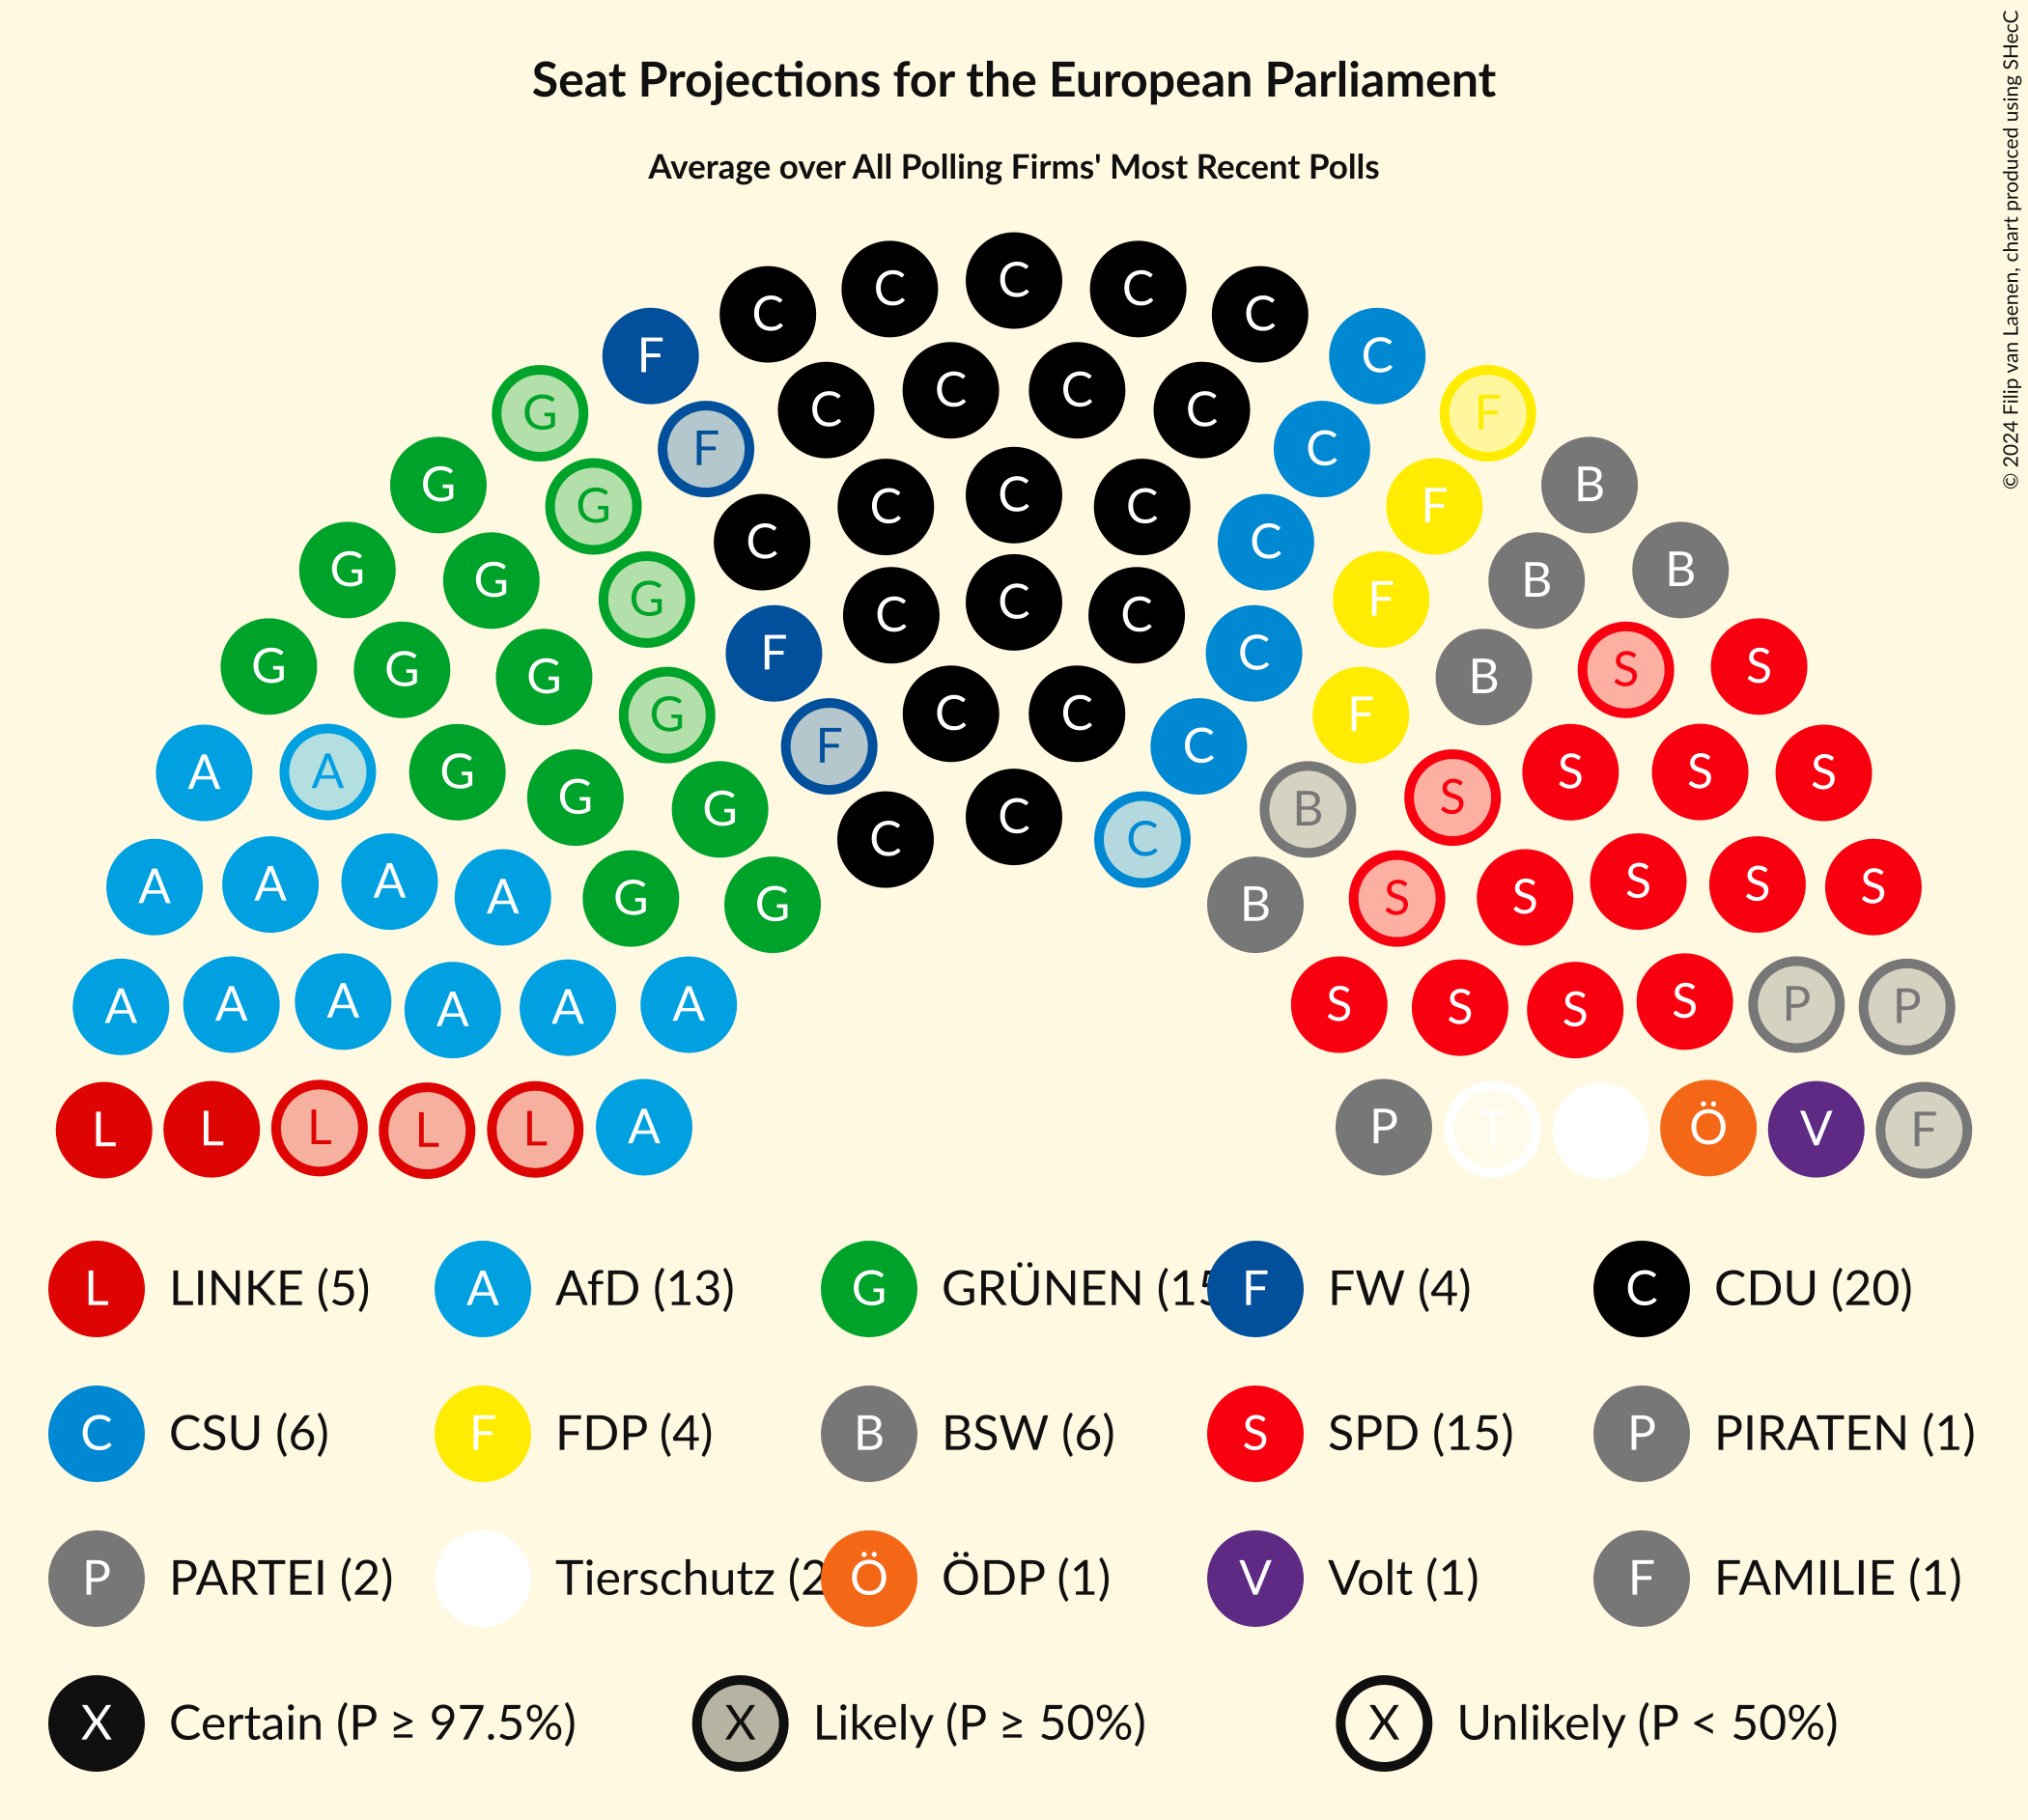 Seat Projections for the European Parliament
Average over All Polling Firms' Most Recent Polls
© 2024 Filip van Laenen, chart produced using SHecC
C C C C C
F C
G C C C C F
F C
G G C C C F B
C C
G G G C C C F B B
G G G F C B S S
G C C F
A A G F C S S S
G G C C C B S
A A A A G G B S S S S S
A A A A A A S S S S P P
L L L L L A P T Ö V F
L LINKE (5) A AfD (13) G GRÜNEN (15 F FW (4) C CDU (20)
C CSU (6) F FDP (4) B BSW (6) S SPD (15) P PIRATEN (1)
P PARTEI (2) Tierschutz (2 Ö ÖDP (1) V Volt (1) F FAMILIE (1)
X Certain (P ≥ 97.5%) X Likely (P ≥ 50%) X Unlikely (P < 50%)